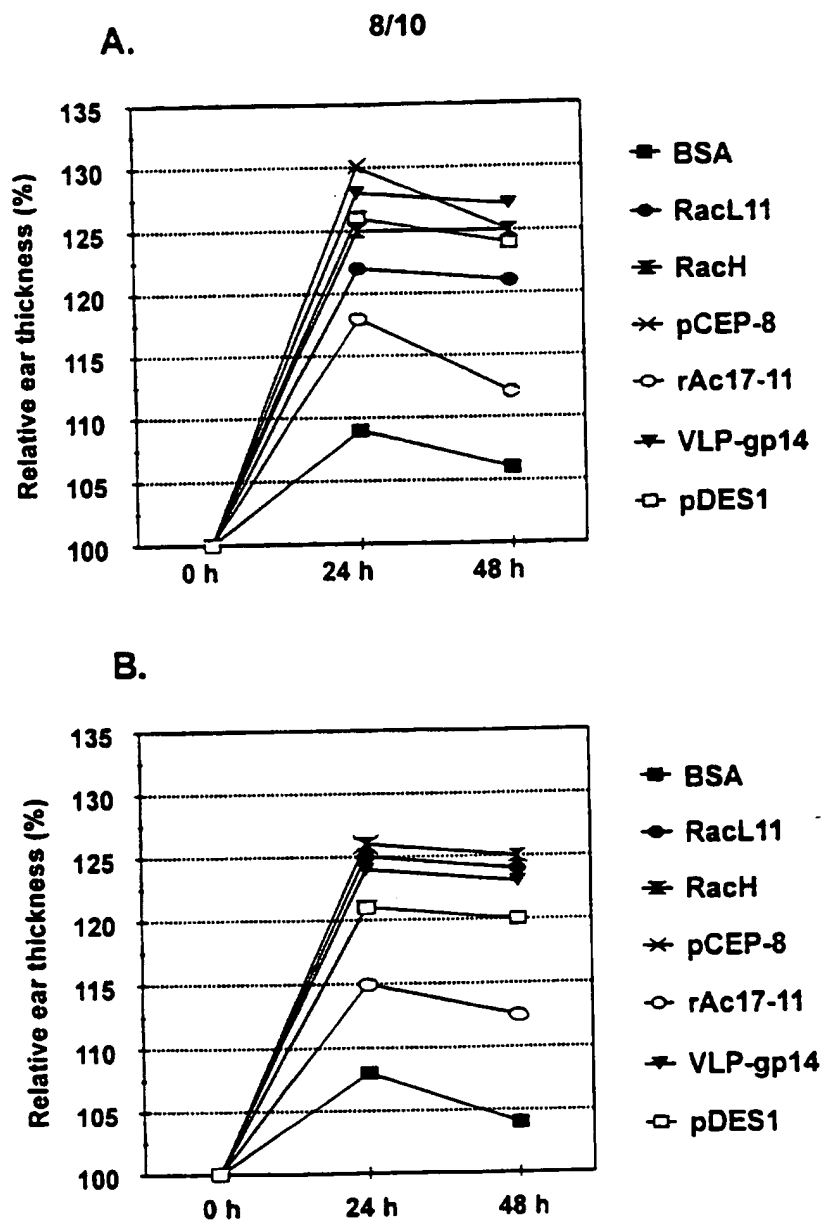 8/10
A.
Relative ear thickness (%)
135
130
125
120
115
110
105
100
0 h 24 h 48 h
BSA
RacL11
RacH
pCEP-8
rAc17-11
VLP-gp14
pDES1
B.
Relative ear thickness (%)
135
130
125
120
115
110
105
100
0 h 24 h 48 h
BSA
RacL11
RacH
pCEP-8
rAc17-11
VLP-gp14
pDES1